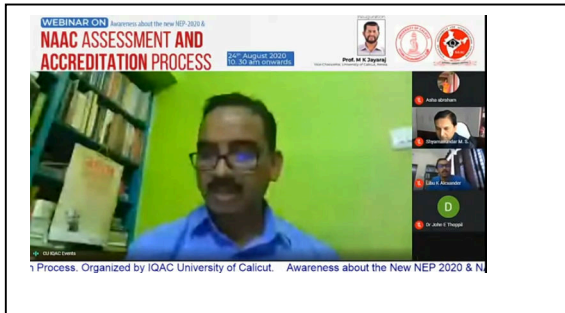 WEBINAR ON Awareness about the new NEP-2020 &
NAAC ASSESSMENT AND
ACCREDITATION PROCESS
24th August 2020
10. 30 am onwards
Prof. M K Jayaraj
Asha abraham
Libu K Alexander
D
Dr John E Thoppil
CU IQAC Events
n Process. Organized by IQAC University of Calicut. Awareness about the New NEP 2020 & NA